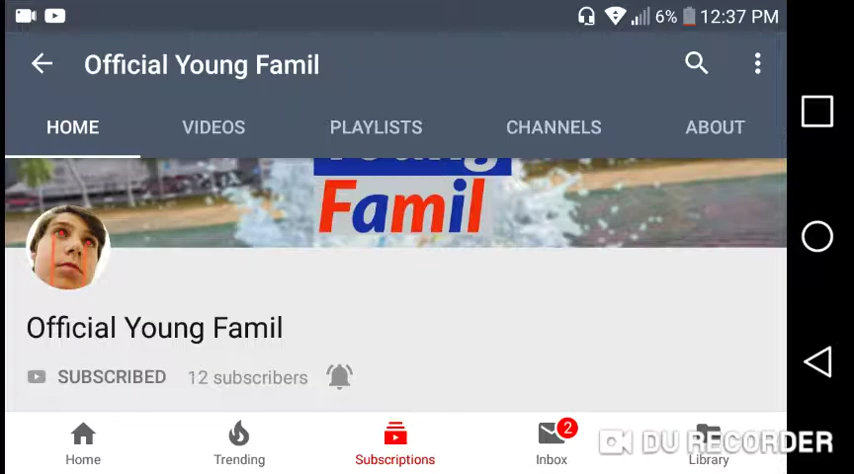 6% 12:37 PM
Official Young Famil
HOME VIDEOS PLAYLISTS CHANNELS ABOUT
Young
Famil
Official Young Famil
SUBSCRIBED 12 subscribers
2
DU RECORDER
Home Trending Subscriptions Inbox Library